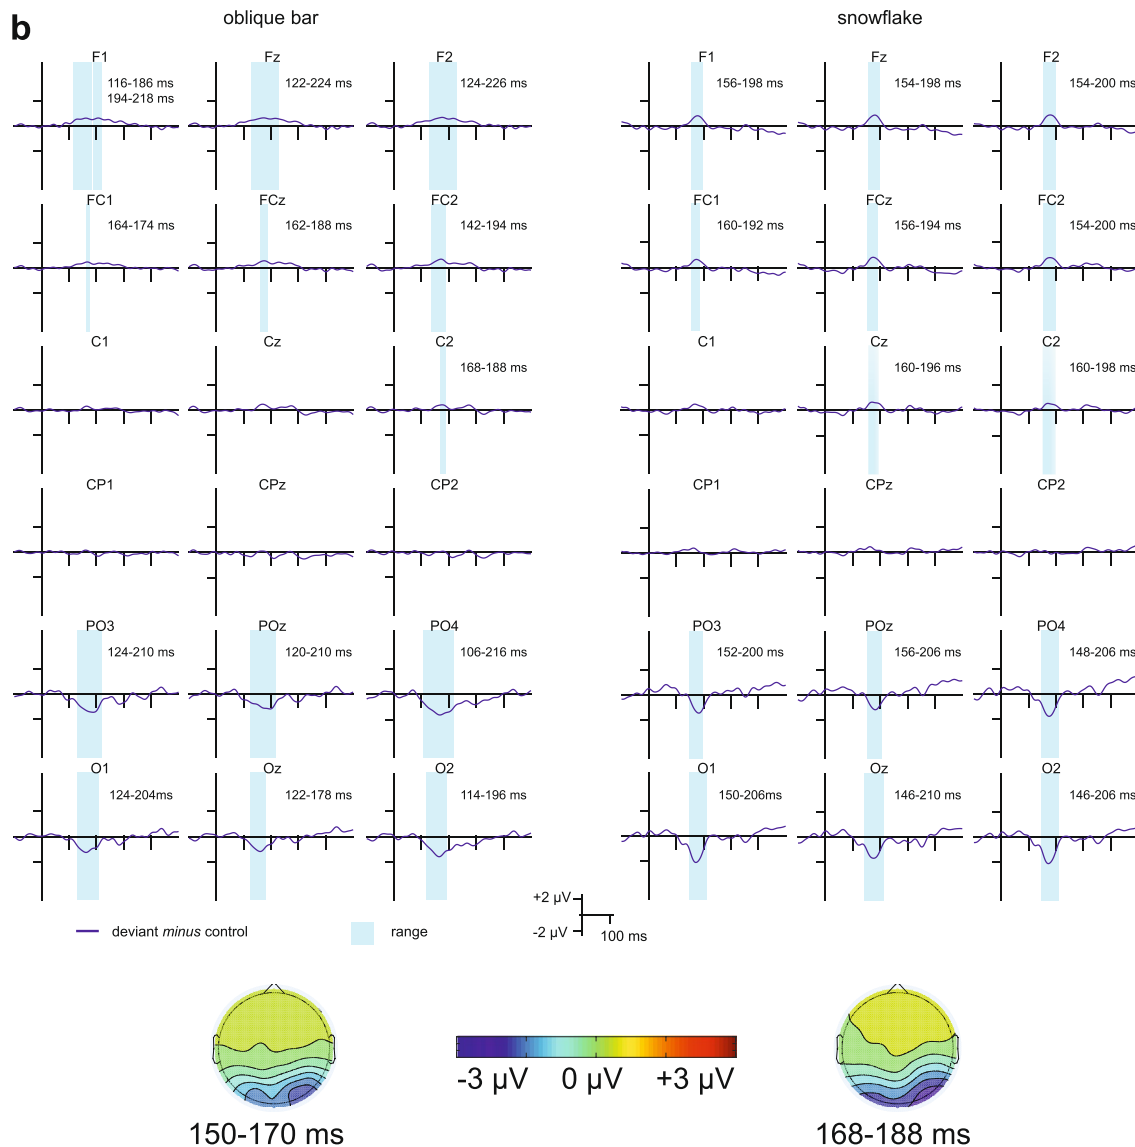 b
oblique bar
snowflake
F1 Fz F2 F1 Fz F2
116-186 ms 122-224 ms 124-226 ms 156-198 ms 154-198 ms 154-200 ms
194-218 ms
FC1 FCz FC2 FC1 FCz FC2
164-174 ms 162-188 ms 142-194 ms 160-192 ms 156-194 ms 154-200 ms
C1 Cz C2 C1 Cz C2
168-188 ms 160-196 ms 160-198 ms
CP1 CPz CP2 CP1 CPz CP2
PO3 POz PO4 PO3 POz PO4
124-210 ms 120-210 ms 106-216 ms 152-200 ms 156-206 ms 148-206 ms
O1 Oz O2 O1 Oz O2
124-204ms 122-178 ms 114-196 ms 150-206ms 146-210 ms 146-206 ms
+2 µV
deviant minus control
range
-2 µV
100 ms
-3 µV 0 µV +3 µV
150-170 ms
168-188 ms